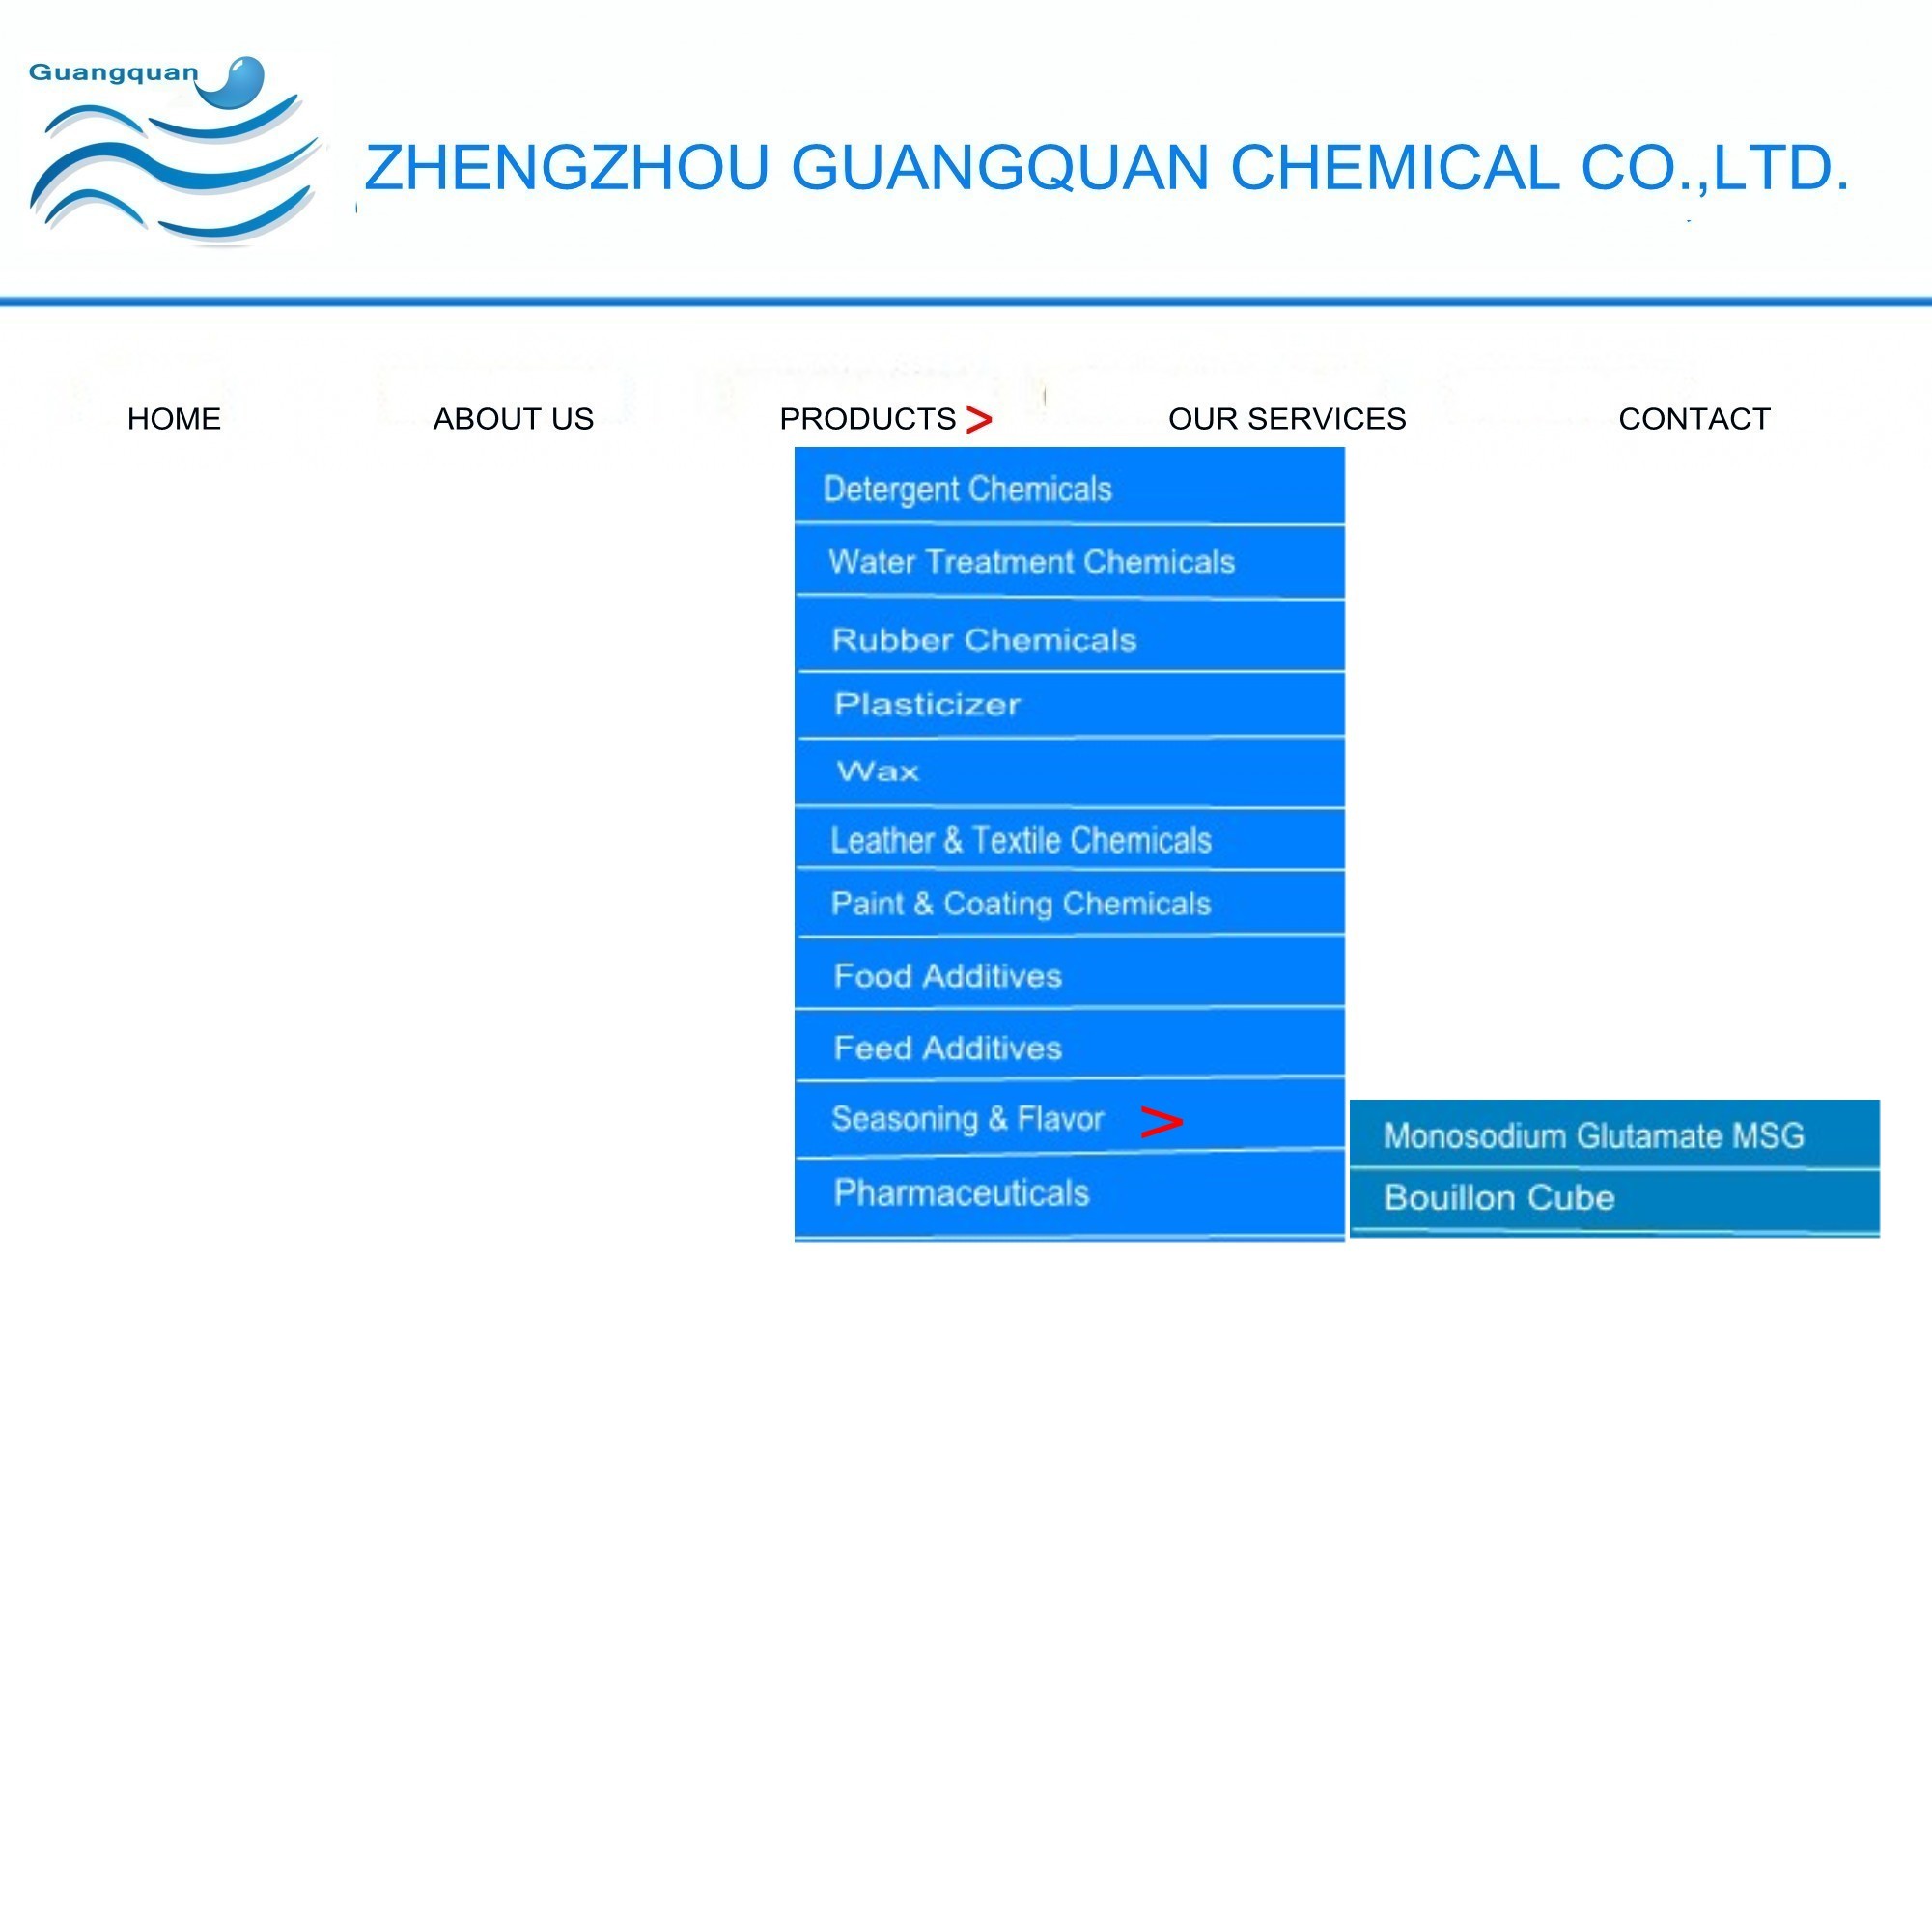 Guangquan
ZHENGZHOU GUANGQUAN CHEMICAL CO.,LTD.
HOME ABOUT US PRODUCTS > OUR SERVICES CONTACT
Detergent Chemicals
Water Treatment Chemicals
Rubber Chemicals
Plasticizer
Wax
Leather & Textile Chemicals
Paint & Coating Chemicals
Food Additives
Feed Additives
Seasoning & Flavor >
Monosodium Glutamate MSG
Pharmaceuticals
Bouillon Cube